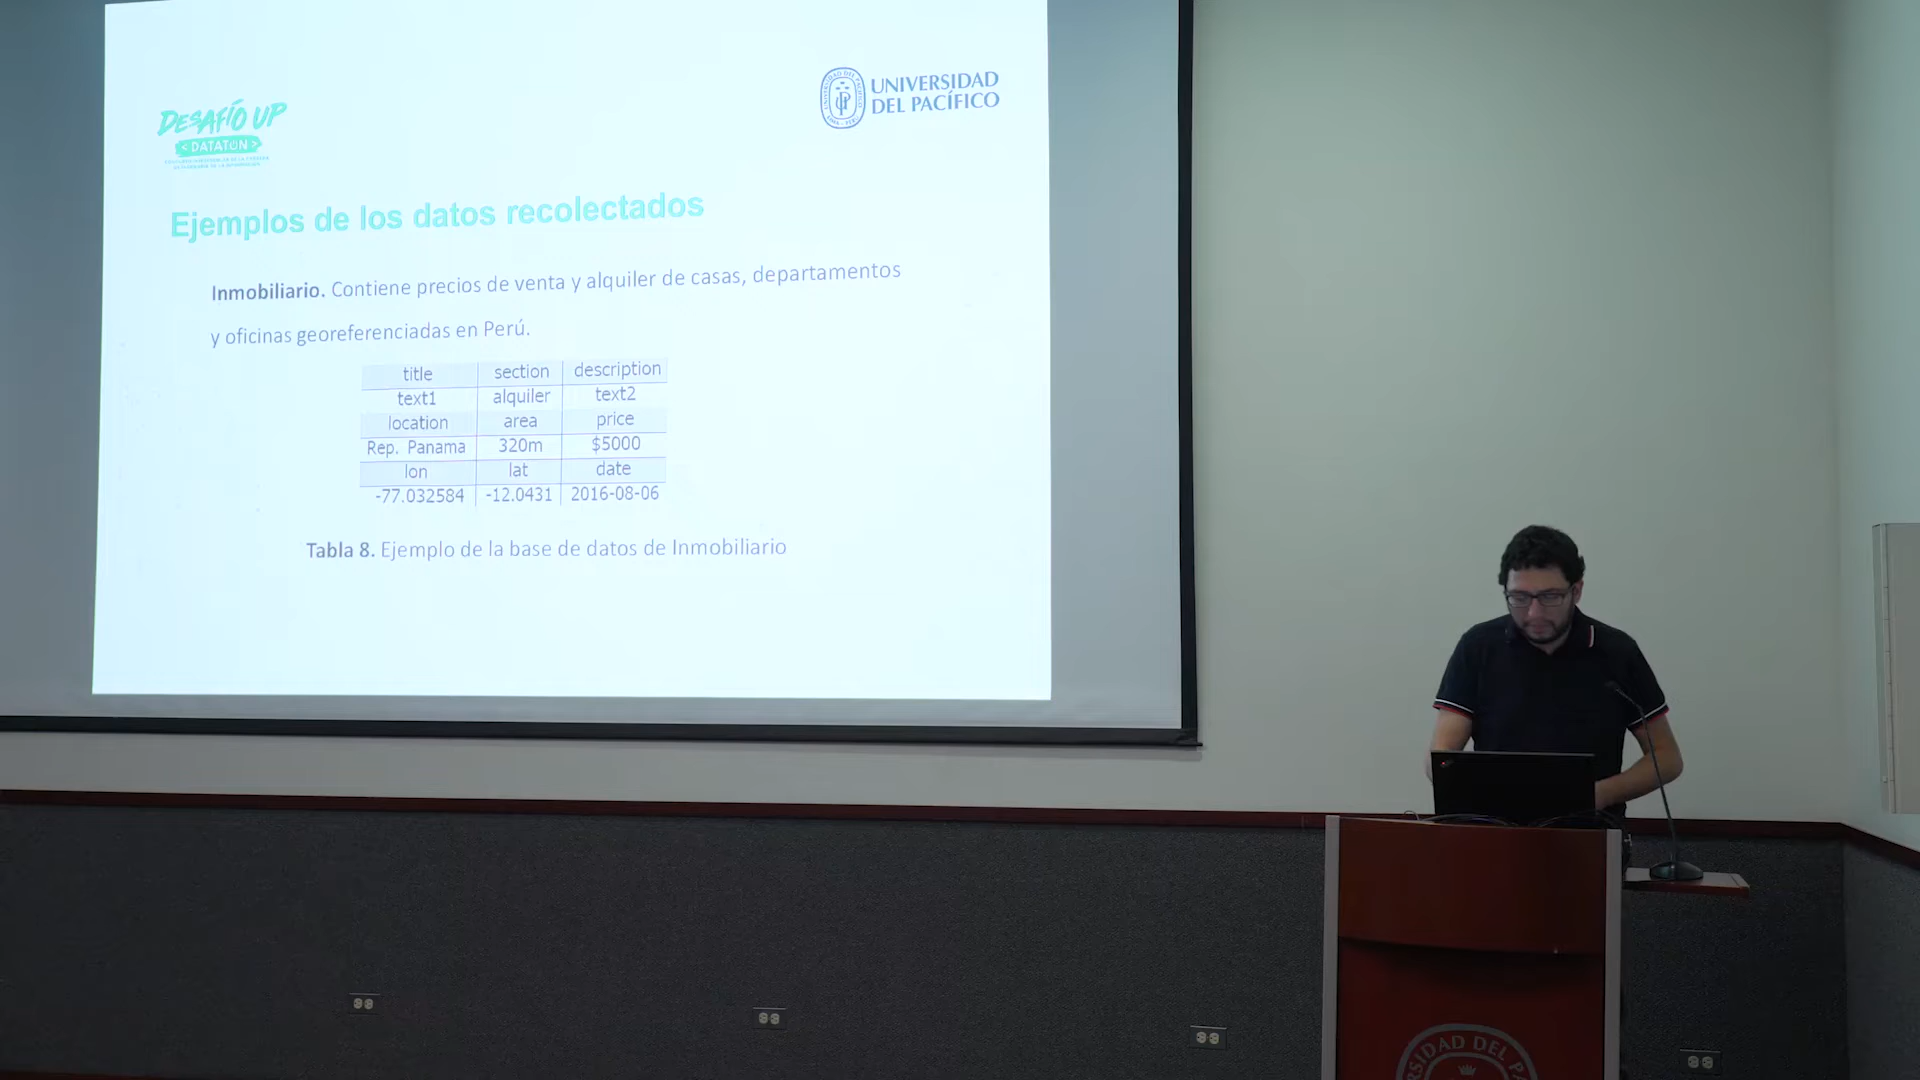 DESAFÍO UP
< DATATÓN >
UNIVERSIDAD
DEL PACÍFICO
Ejemplos de los datos recolectados
Inmobiliario. Contiene precios de venta y alquiler de casas, departamentos
y oficinas georeferenciadas en Perú.
title section description
text1 alquiler text2
location area price
Rep. Panama 320m $5000
lon lat date
-77.032584 -12.0431 2016-08-06
Tabla 8. Ejemplo de la base de datos de Inmobiliario
DAD DEL